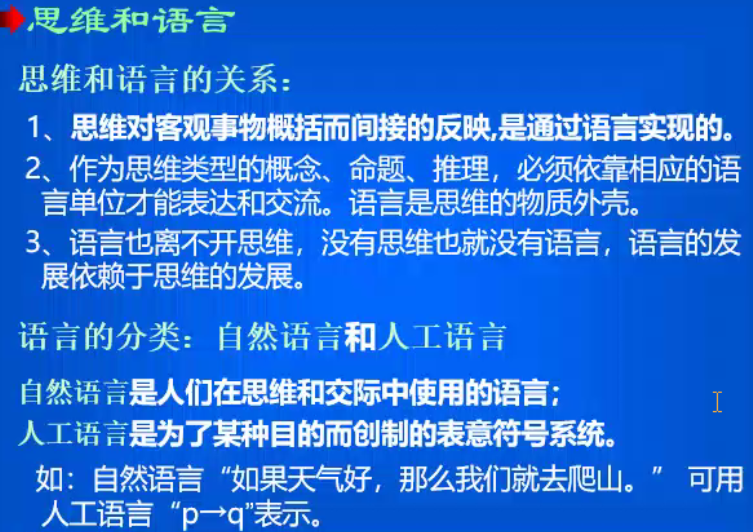 思维和语言
思维和语言的关系：
1、思维对客观事物概括而间接的反映,是通过语言实现的。
2、作为思维类型的概念、命题、推理，必须依靠相应的语
言单位才能表达和交流。语言是思维的物质外壳。
3、语言也离不开思维，没有思维也就没有语言，语言的发
展依赖于思维的发展。
语言的分类：自然语言和人工语言
自然语言是人们在思维和交际中使用的语言；
人工语言是为了某种目的而创制的表意符号系统。
如：自然语言“如果天气好，那么我们就去爬山。” 可用
人工语言“p→q”表示。